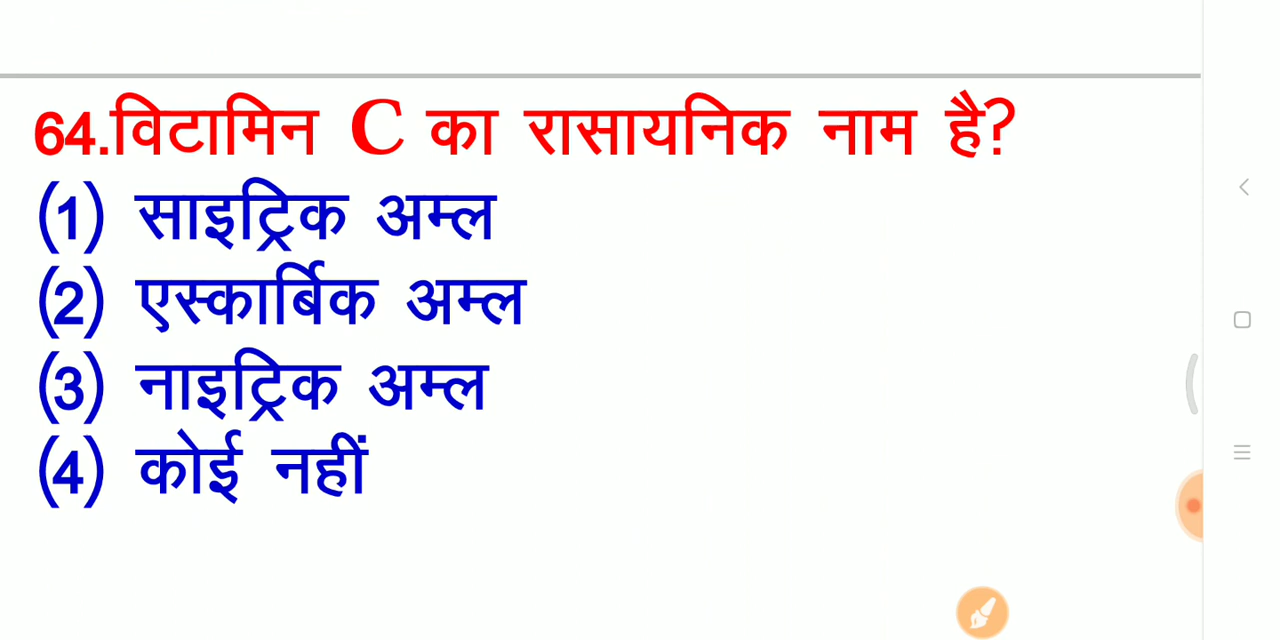 64.विटामिन C का रासायनिक नाम है?
(1) साइट्रिक अम्ल
(2) एस्कार्बिक अम्ल
(3) नाइट्रिक अम्ल
(4) कोई नहीं